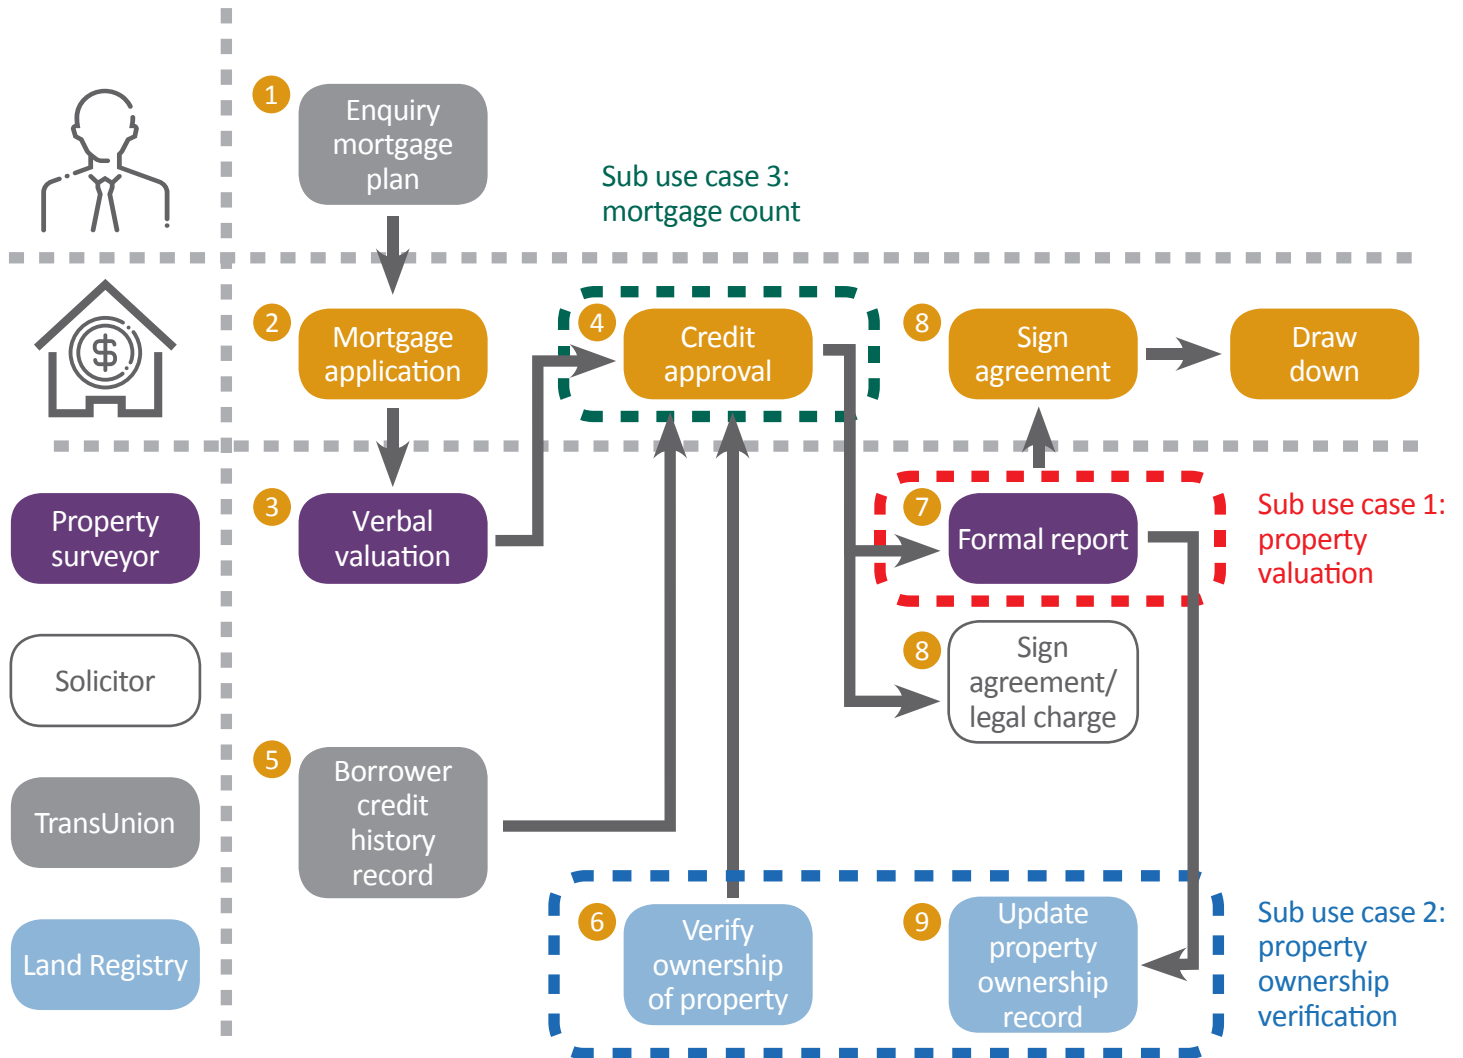 1
Enquiry
mortgage
plan
Sub use case 3:
mortgage count
2
Mortgage
application
4
Credit
approval
8
Sign
agreement
Draw
down
$
Property
surveyor
3
Verbal
valuation
7
Formal report
Sub use case 1:
property
valuation
Solicitor
8
Sign
agreement/
legal charge
TransUnion
5
Borrower
credit
history
record
Land Registry
6
Verify
ownership
of property
9
Update
property
ownership
record
Sub use case 2:
property
ownership
verification